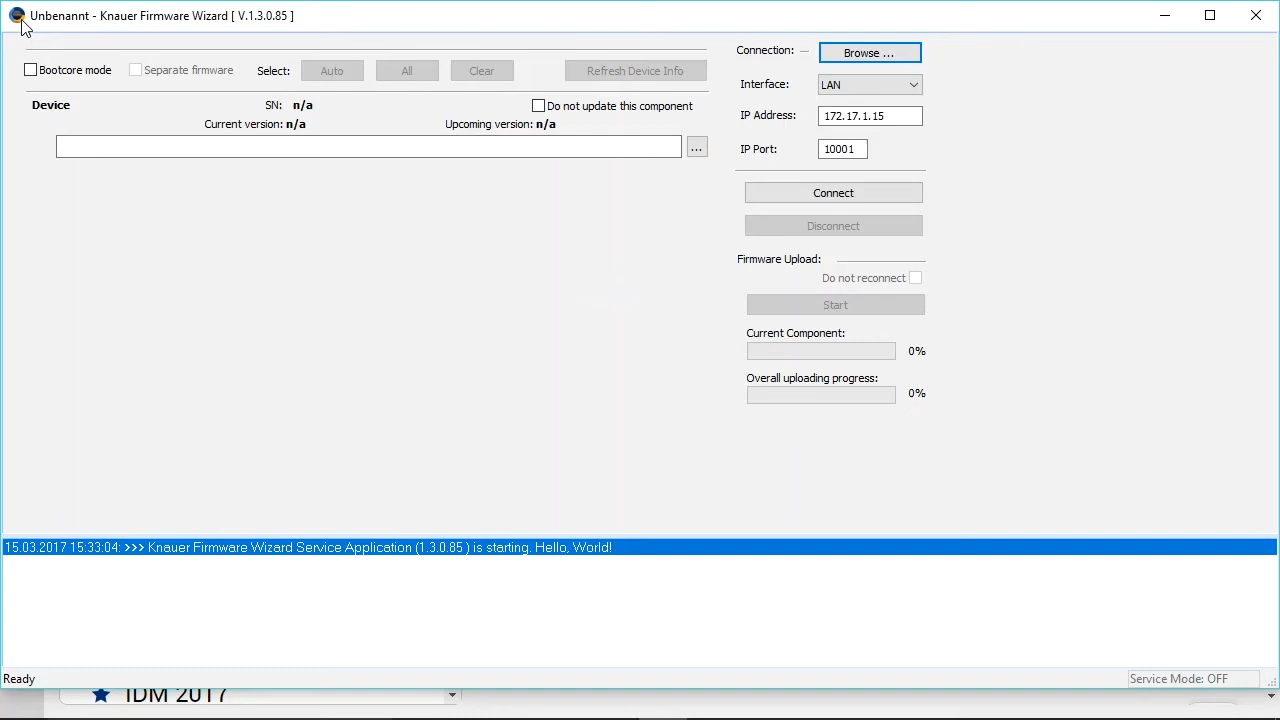 Unbenannt - Knauer Firmware Wizard [ V.1.3.0.85 ]
Bootcore mode
Separate firmware
Select:
Auto
All
Clear
Refresh Device Info
Device
SN: n/a
Do not update this component
Current version: n/a
Upcoming version: n/a
...
Connection:
Browse ...
Interface:
LAN
IP Address:
172.17.1.15
IP Port:
10001
Connect
Disconnect
Firmware Upload:
Do not reconnect
Start
Current Component:
0%
Overall uploading progress:
0%
15.03.2017 15:33:04: >>> Knauer Firmware Wizard Service Application (1.3.0.85 ) is starting. Hello, World!
Ready
Service Mode: OFF
IDM 2017